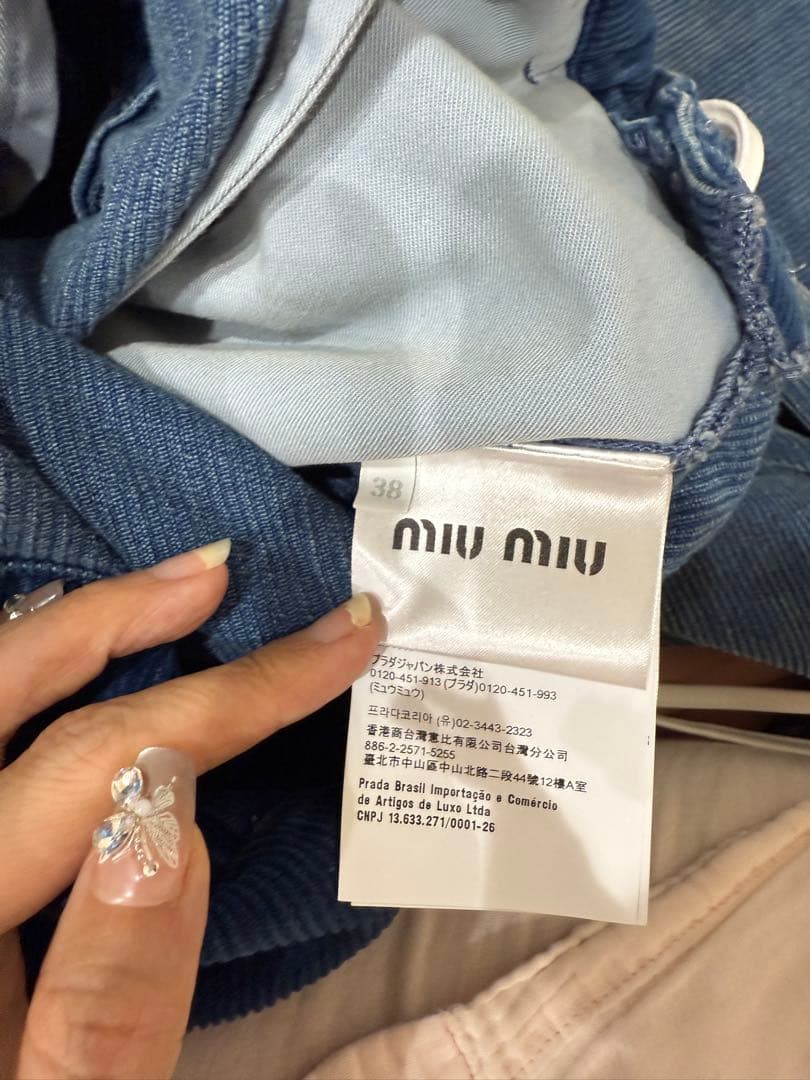 38
miu miu
プラダジャパン株式会社
0120-451-913 (プラダ)0120-451-993
(ミュウミュウ)
프라다코리아 (유)02-3443-2323
香港商台灣意比有限公司台灣分公司
886-2-2571-5255
臺北市中山區中山北路二段44號12樓A室
Prada Brasil Importação e Comércio
de Artigos de Luxo Ltda
CNPJ 13.633.271/0001-26